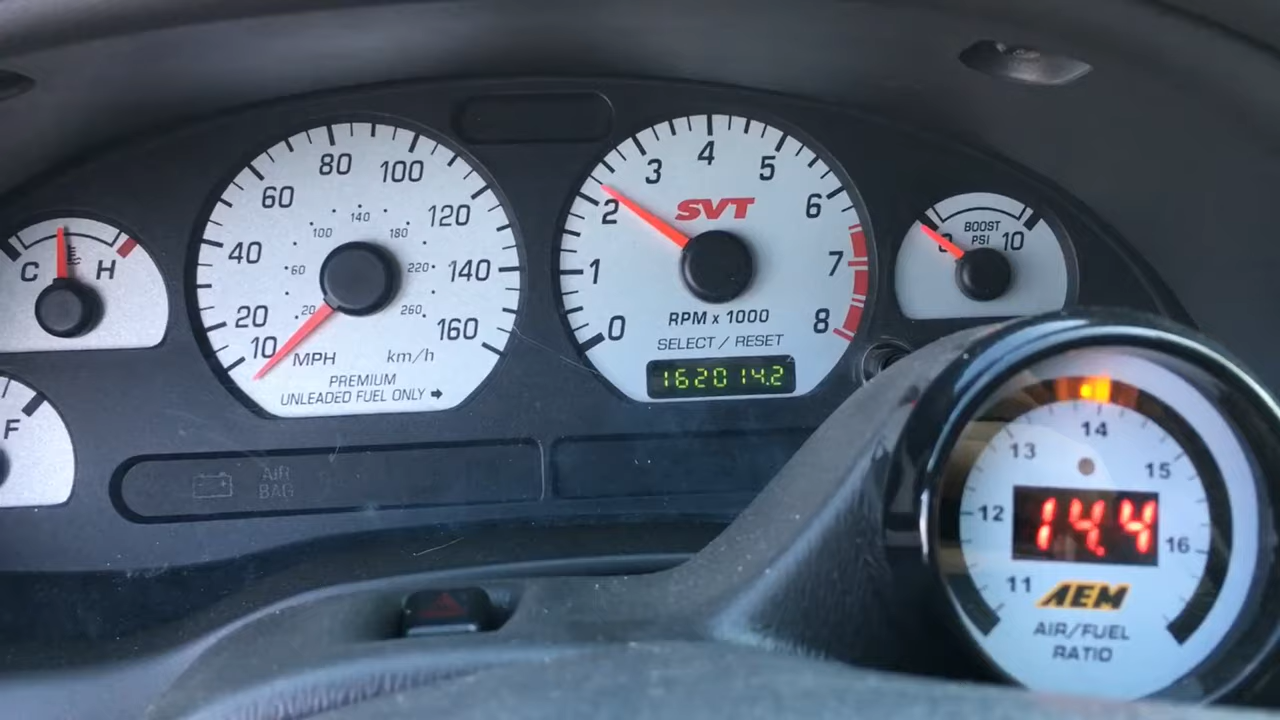 C H
F
10 20 40 60 80 100 120 140 160
20 60 100 140 180 220 260
MPH km/h
PREMIUM
UNLEADED FUEL ONLY
0 1 2 3 4 5 6 7 8
SVT
RPM x 1000
SELECT / RESET
162014.2
BOOST
PSI 10
AIR
BAG
11 12 13 14 15 16
14.4
AEM
AIR/FUEL
RATIO